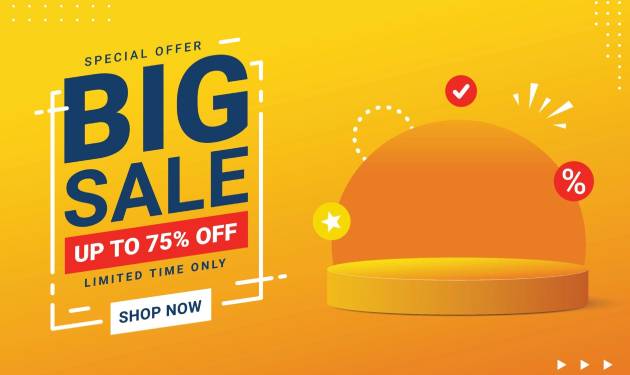 SPECIAL OFFER
BIG
SALE
UP TO 75% OFF
LIMITED TIME ONLY
SHOP NOW
%